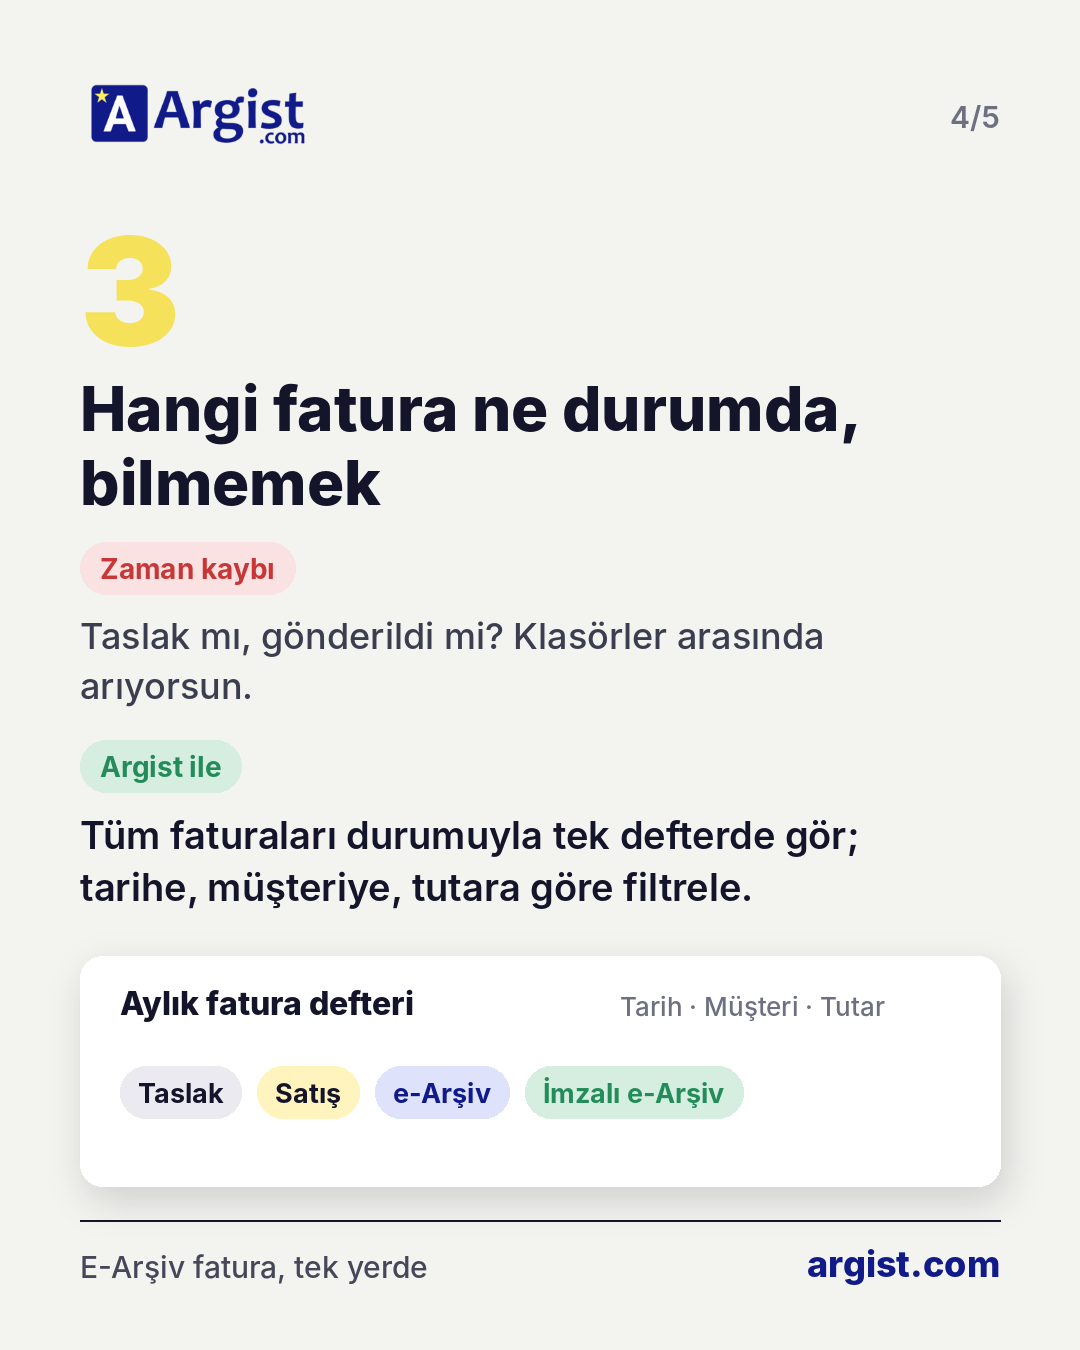 A Argist
.com
4/5
3
Hangi fatura ne durumda,
bilmemek
Zaman kaybı
Taslak mı, gönderildi mi? Klasörler arasında
arıyorsun.
Argist ile
Tüm faturaları durumuyla tek defterde gör;
tarihe, müşteriye, tutara göre filtrele.
Aylık fatura defteri
Tarih · Müşteri · Tutar
Taslak
Satış
e-Arşiv
İmzalı e-Arşiv
E-Arşiv fatura, tek yerde
argist.com